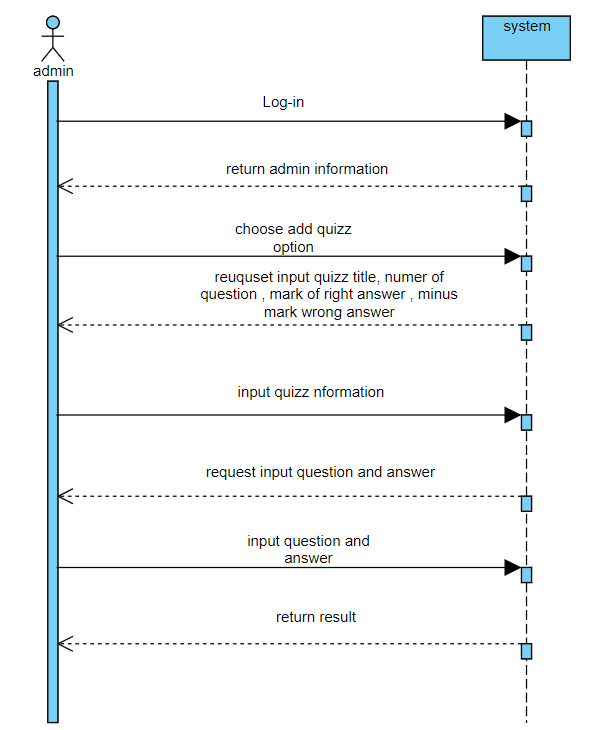 system
admin
Log-in
return admin information
choose add quizz
option
reuquset input quizz title, numer of
question , mark of right answer , minus
mark wrong answer
input quizz nformation
request input question and answer
input question and
answer
return result